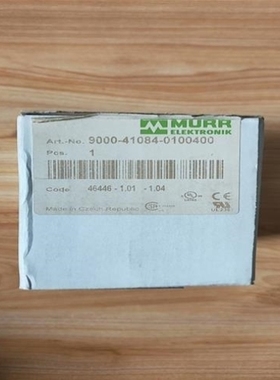 MURR
ELEKTRONIK
Art.-No. 9000-41084-0100400
Pcs. 1
Code 46446 - 1.01 - 1.04
Made in Czech Republic